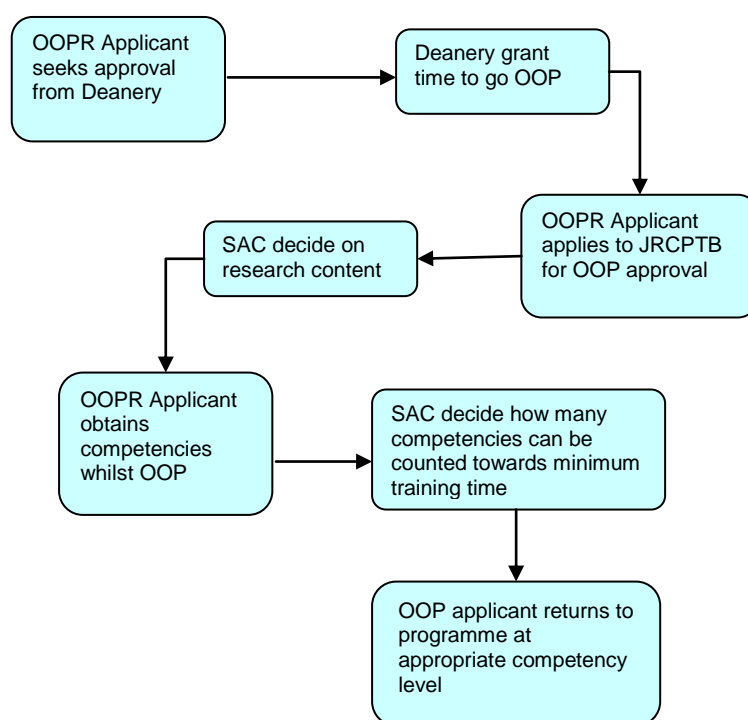 OOPR Applicant
seeks approval
from Deanery
Deanery grant
time to go OOP
OOPR Applicant
applies to JRCPTB
for OOP approval
SAC decide on
research content
OOPR Applicant
obtains
competencies
whilst OOP
SAC decide how many
competencies can be
counted towards minimum
training time
OOP applicant returns to
programme at
appropriate competency
level